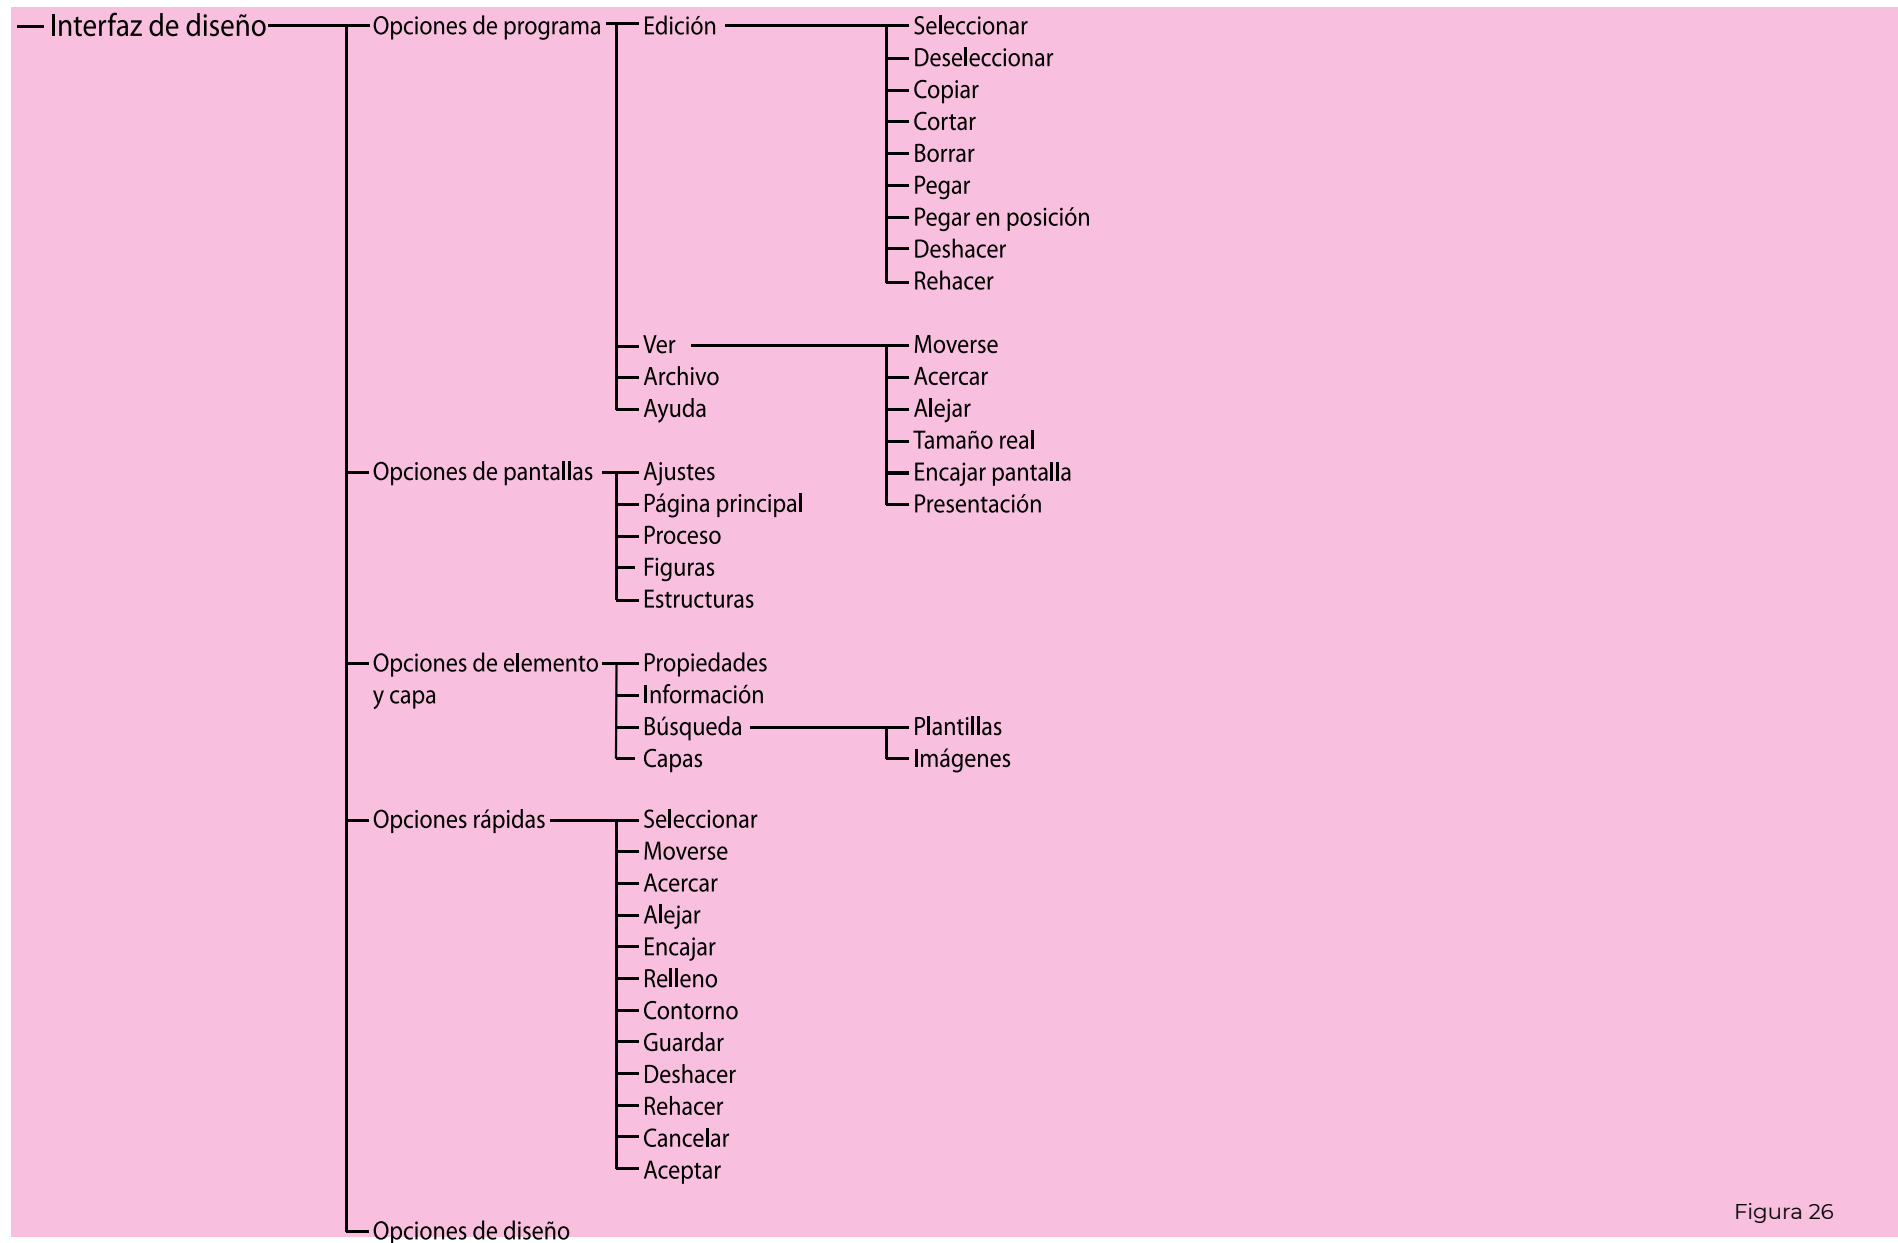 Interfaz de diseño
Opciones de programa
Edición
Seleccionar
Deseleccionar
Copiar
Cortar
Borrar
Pegar
Pegar en posición
Deshacer
Rehacer
Ver
Moverse
Acercar
Alejar
Tamaño real
Encajar pantalla
Presentación
Archivo
Ayuda
Opciones de pantallas
Ajustes
Página principal
Proceso
Figuras
Estructuras
Opciones de elemento
y capa
Propiedades
Información
Búsqueda
Plantillas
Imágenes
Capas
Opciones rápidas
Seleccionar
Moverse
Acercar
Alejar
Encajar
Relleno
Contorno
Guardar
Deshacer
Rehacer
Cancelar
Aceptar
Opciones de diseño
Figura 26